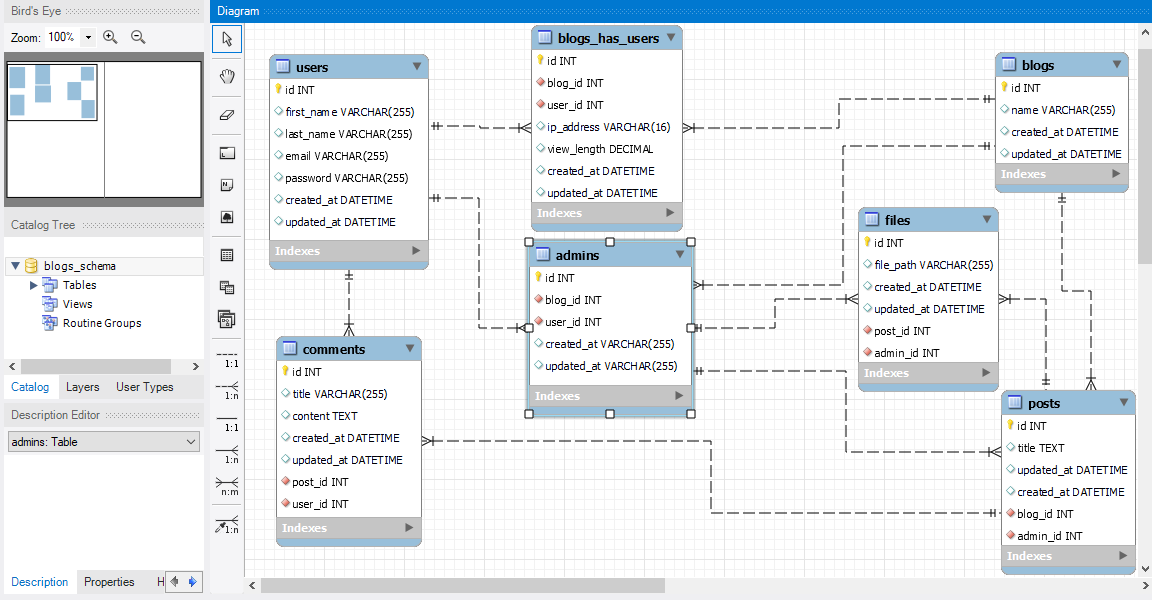 Bird's Eye
Zoom: 100%
Catalog Tree
blogs_schema
Tables
Views
Routine Groups
Catalog Layers User Types
Description Editor
admins: Table
Description Properties H
Diagram
1:1
1:n
1:1
1:n
n:m
1:n
users
id INT
first_name VARCHAR(255)
last_name VARCHAR(255)
email VARCHAR(255)
password VARCHAR(255)
created_at DATETIME
updated_at DATETIME
Indexes
blogs_has_users
id INT
blog_id INT
user_id INT
ip_address VARCHAR(16)
view_length DECIMAL
created_at DATETIME
updated_at DATETIME
Indexes
blogs
id INT
name VARCHAR(255)
created_at DATETIME
updated_at DATETIME
Indexes
admins
id INT
blog_id INT
user_id INT
created_at VARCHAR(255)
updated_at VARCHAR(255)
Indexes
files
id INT
file_path VARCHAR(255)
created_at DATETIME
updated_at DATETIME
post_id INT
admin_id INT
Indexes
comments
id INT
title VARCHAR(255)
content TEXT
created_at DATETIME
updated_at DATETIME
post_id INT
user_id INT
Indexes
posts
id INT
title TEXT
updated_at DATETIME
created_at DATETIME
blog_id INT
admin_id INT
Indexes